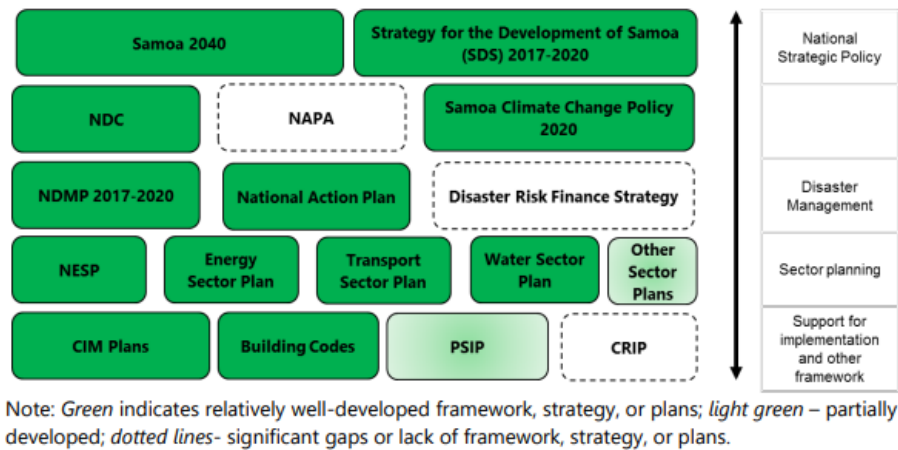 Samoa 2040
Strategy for the Development of Samoa
(SDS) 2017-2020
National
Strategic Policy
NDC
NAPA
Samoa Climate Change Policy
2020
NDMP 2017-2020
National Action Plan
Disaster Risk Finance Strategy
Disaster
Management
NESP
Energy
Sector Plan
Transport
Sector Plan
Water Sector
Plan
Other
Sector
Plans
Sector planning
CIM Plans
Building Codes
PSIP
CRIP
Support for
implementation
and other
framework
Note: Green indicates relatively well-developed framework, strategy, or plans; light green – partially
developed; dotted lines- significant gaps or lack of framework, strategy, or plans.